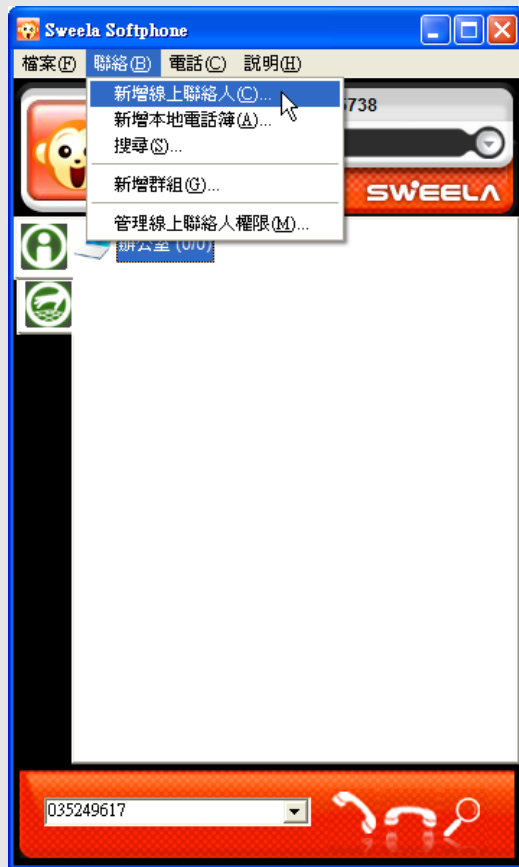 Sweela Softphone
檔案(F) 聯絡(B) 電話(C) 說明(H)
新增線上聯絡人(C)...
新增本地電話簿(A)...
搜尋(S)...
新增群組(G)...
管理線上聯絡人權限(M)...
5738
SWEELA
辦公室 (0/0)
035249617